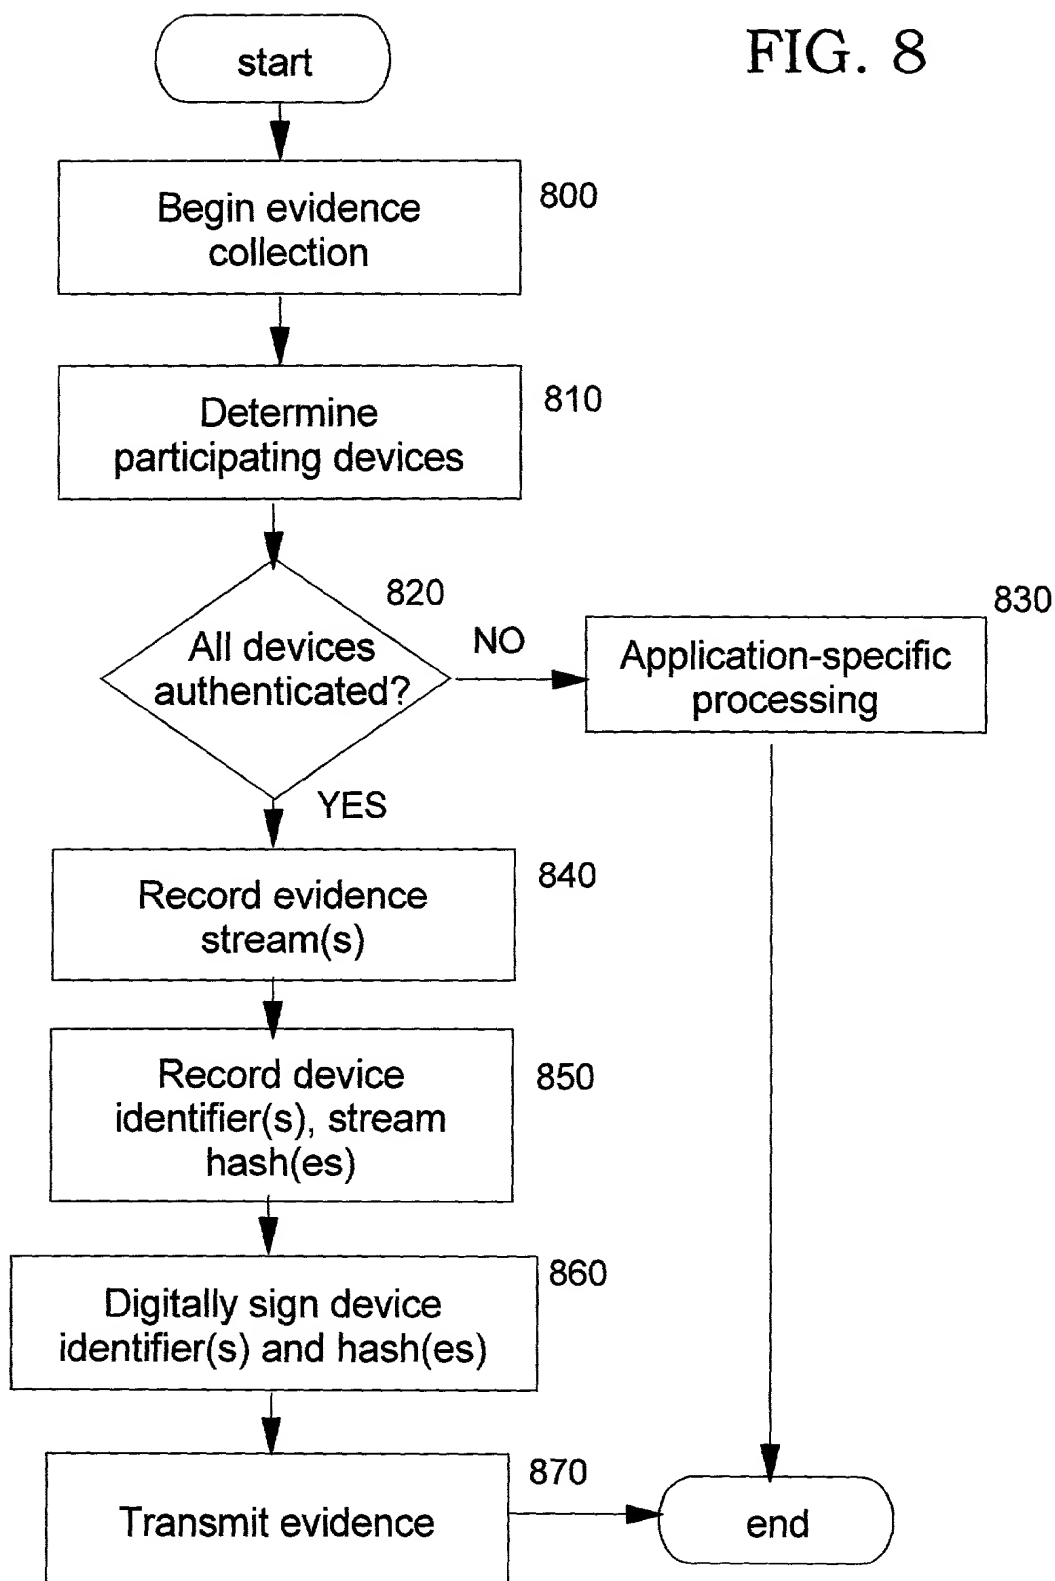 FIG. 8
start
Begin evidence
collection
800
Determine
participating devices
810
All devices
authenticated?
820
NO
Application-specific
processing
830
YES
Record evidence
stream(s)
840
Record device
identifier(s), stream
hash(es)
850
Digitally sign device
identifier(s) and hash(es)
860
Transmit evidence
870
end